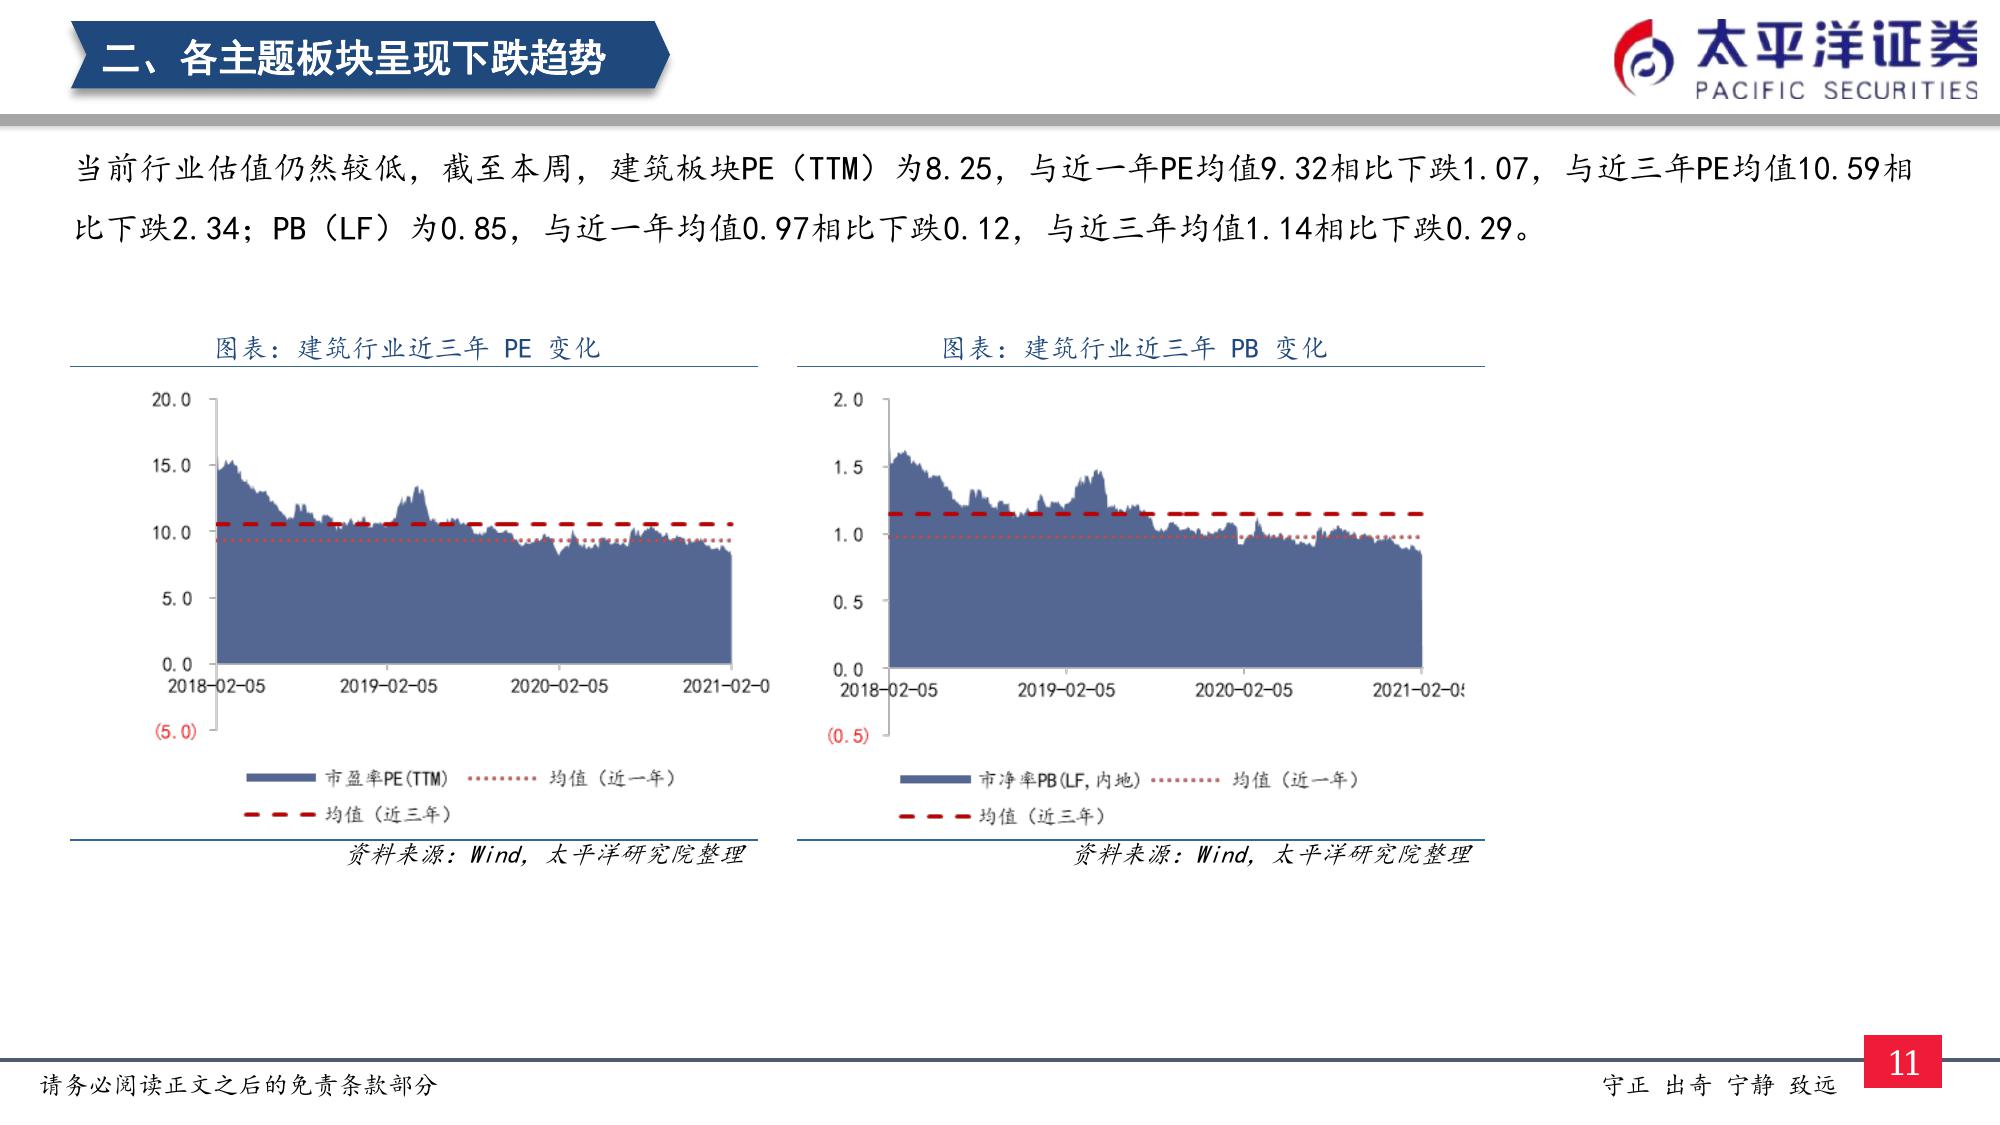 二、各主题板块呈现下跌趋势
太平洋证券
PACIFIC SECURITIES
当前行业估值仍然较低，截至本周，建筑板块PE（TTM）为8.25，与近一年PE均值9.32相比下跌1.07，与近三年PE均值10.59相
比下跌2.34；PB（LF）为0.85，与近一年均值0.97相比下跌0.12，与近三年均值1.14相比下跌0.29。
图表：建筑行业近三年 PE 变化
20.0
15.0
10.0
5.0
0.0
(5.0)
2018-02-05 2019-02-05 2020-02-05 2021-02-0
市盈率PE(TTM) 均值（近一年）
均值（近三年）
资料来源：Wind，太平洋研究院整理
图表：建筑行业近三年 PB 变化
2.0
1.5
1.0
0.5
0.0
(0.5)
2018-02-05 2019-02-05 2020-02-05 2021-02-05
市净率PB(LF,内地) 均值（近一年）
均值（近三年）
资料来源：Wind，太平洋研究院整理
请务必阅读正文之后的免责条款部分
守正 出奇 宁静 致远
11